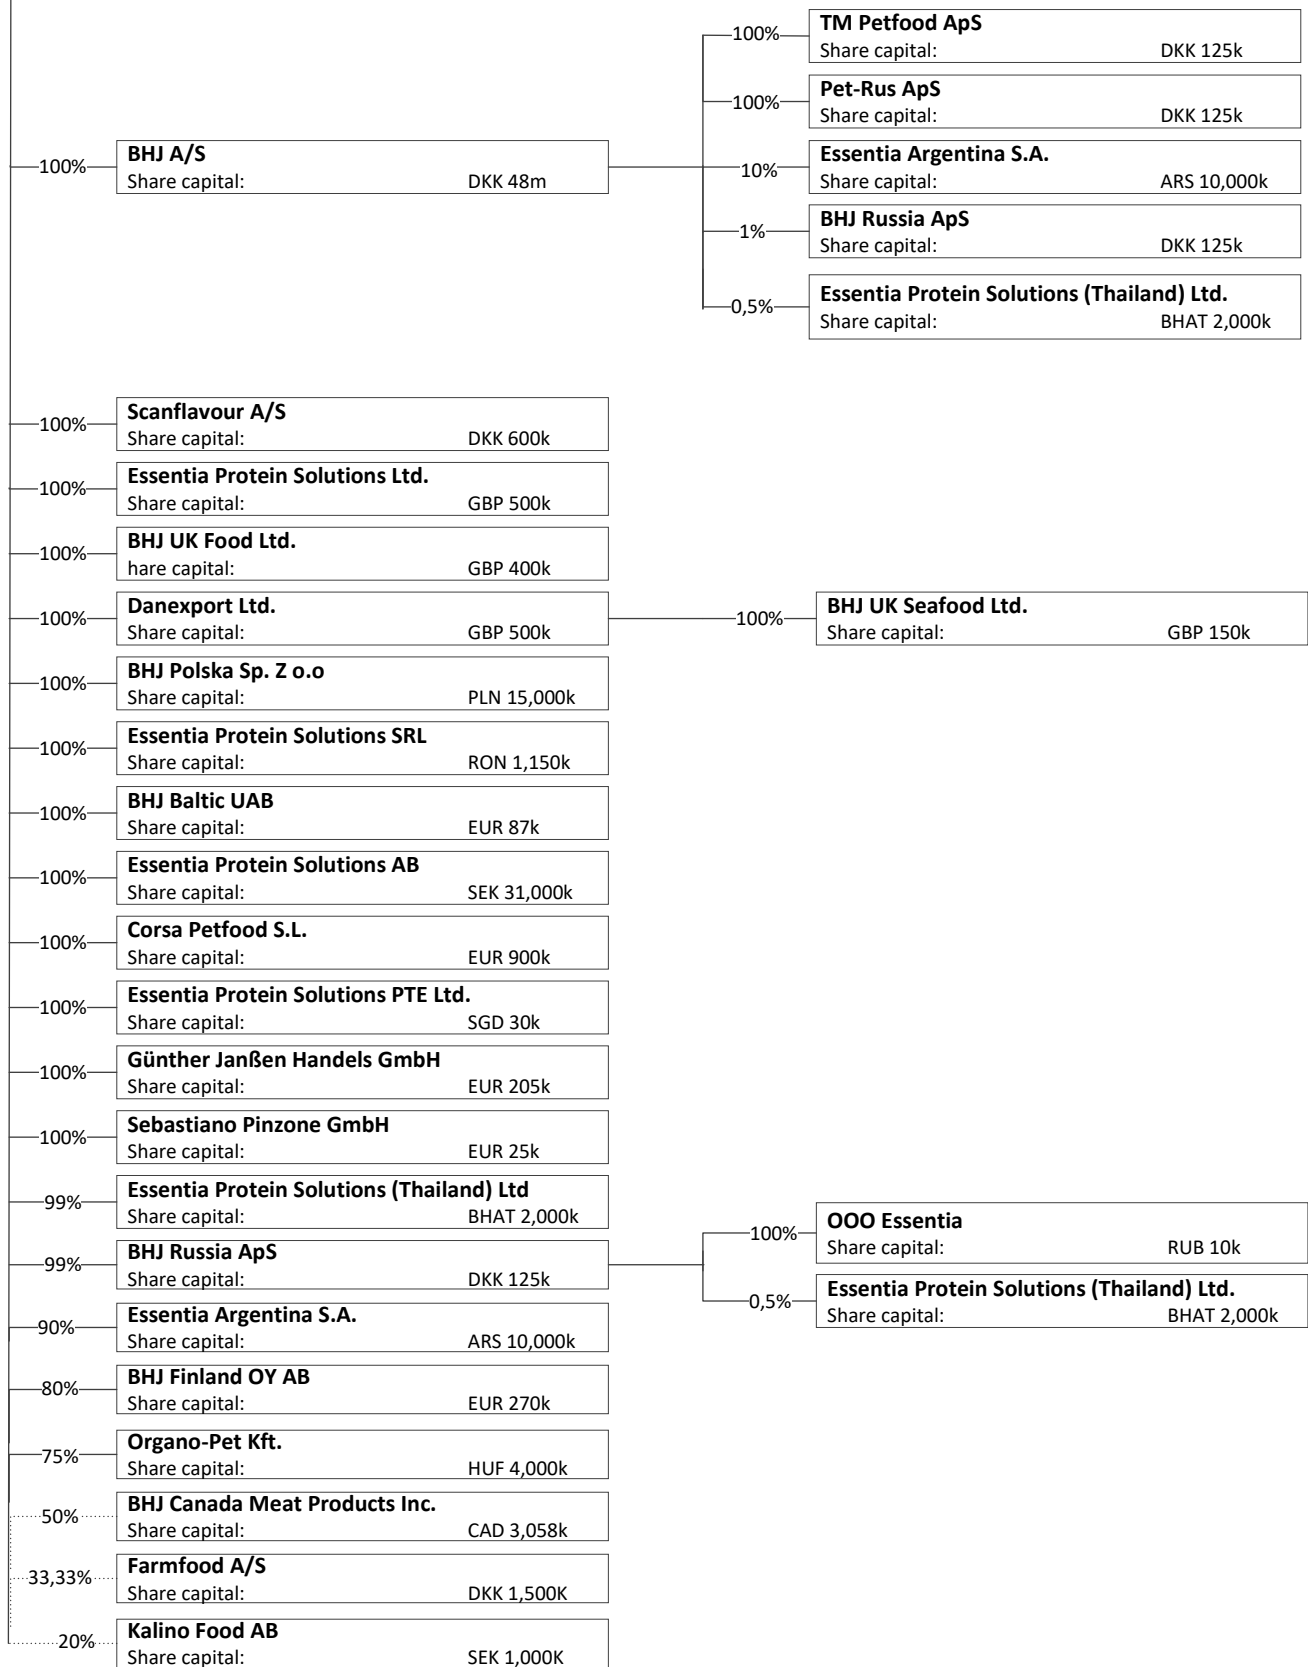 100%
TM Petfood ApS
Share capital: DKK 125k
100%
Pet-Rus ApS
Share capital: DKK 125k
100%
BHJ A/S
Share capital: DKK 48m
10%
Essentia Argentina S.A.
Share capital: ARS 10,000k
1%
BHJ Russia ApS
Share capital: DKK 125k
0,5%
Essentia Protein Solutions (Thailand) Ltd.
Share capital: BHAT 2,000k
100%
Scanflavour A/S
Share capital: DKK 600k
100%
Essentia Protein Solutions Ltd.
Share capital: GBP 500k
100%
BHJ UK Food Ltd.
hare capital: GBP 400k
100%
Danexport Ltd.
Share capital: GBP 500k
100%
BHJ UK Seafood Ltd.
Share capital: GBP 150k
100%
BHJ Polska Sp. Z o.o
Share capital: PLN 15,000k
100%
Essentia Protein Solutions SRL
Share capital: RON 1,150k
100%
BHJ Baltic UAB
Share capital: EUR 87k
100%
Essentia Protein Solutions AB
Share capital: SEK 31,000k
100%
Corsa Petfood S.L.
Share capital: EUR 900k
100%
Essentia Protein Solutions PTE Ltd.
Share capital: SGD 30k
100%
Günther Janßen Handels GmbH
Share capital: EUR 205k
100%
Sebastiano Pinzone GmbH
Share capital: EUR 25k
99%
Essentia Protein Solutions (Thailand) Ltd
Share capital: BHAT 2,000k
99%
BHJ Russia ApS
Share capital: DKK 125k
100%
OOO Essentia
Share capital: RUB 10k
0,5%
Essentia Protein Solutions (Thailand) Ltd.
Share capital: BHAT 2,000k
90%
Essentia Argentina S.A.
Share capital: ARS 10,000k
80%
BHJ Finland OY AB
Share capital: EUR 270k
75%
Organo-Pet Kft.
Share capital: HUF 4,000k
50%
BHJ Canada Meat Products Inc.
Share capital: CAD 3,058k
33,33%
Farmfood A/S
Share capital: DKK 1,500K
20%
Kalino Food AB
Share capital: SEK 1,000K